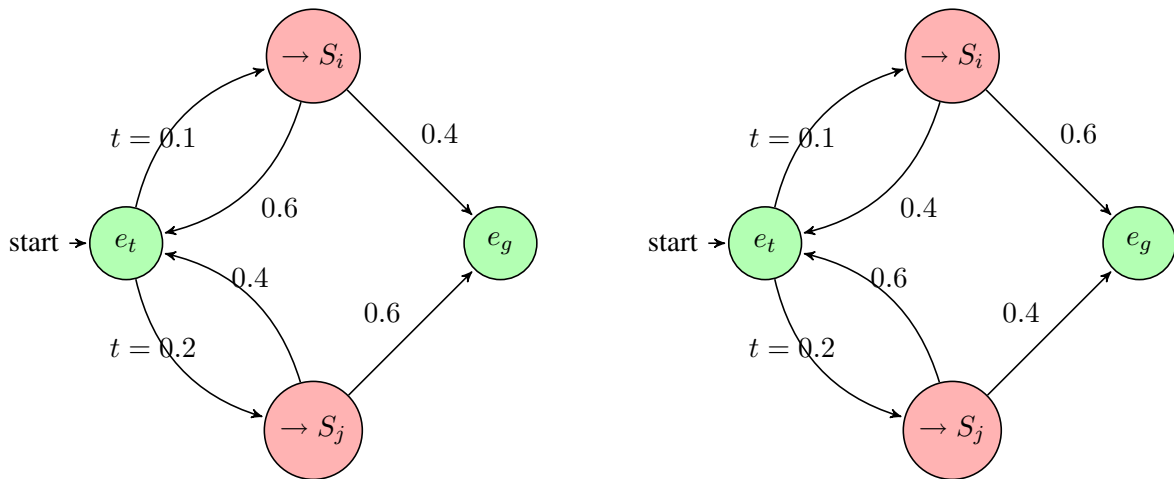 → S_i
t = 0.1
0.4
0.6
start
e_t
e_g
0.4
0.6
t = 0.2
→ S_j
→ S_i
t = 0.1
0.6
0.4
start
e_t
e_g
0.6
0.4
t = 0.2
→ S_j